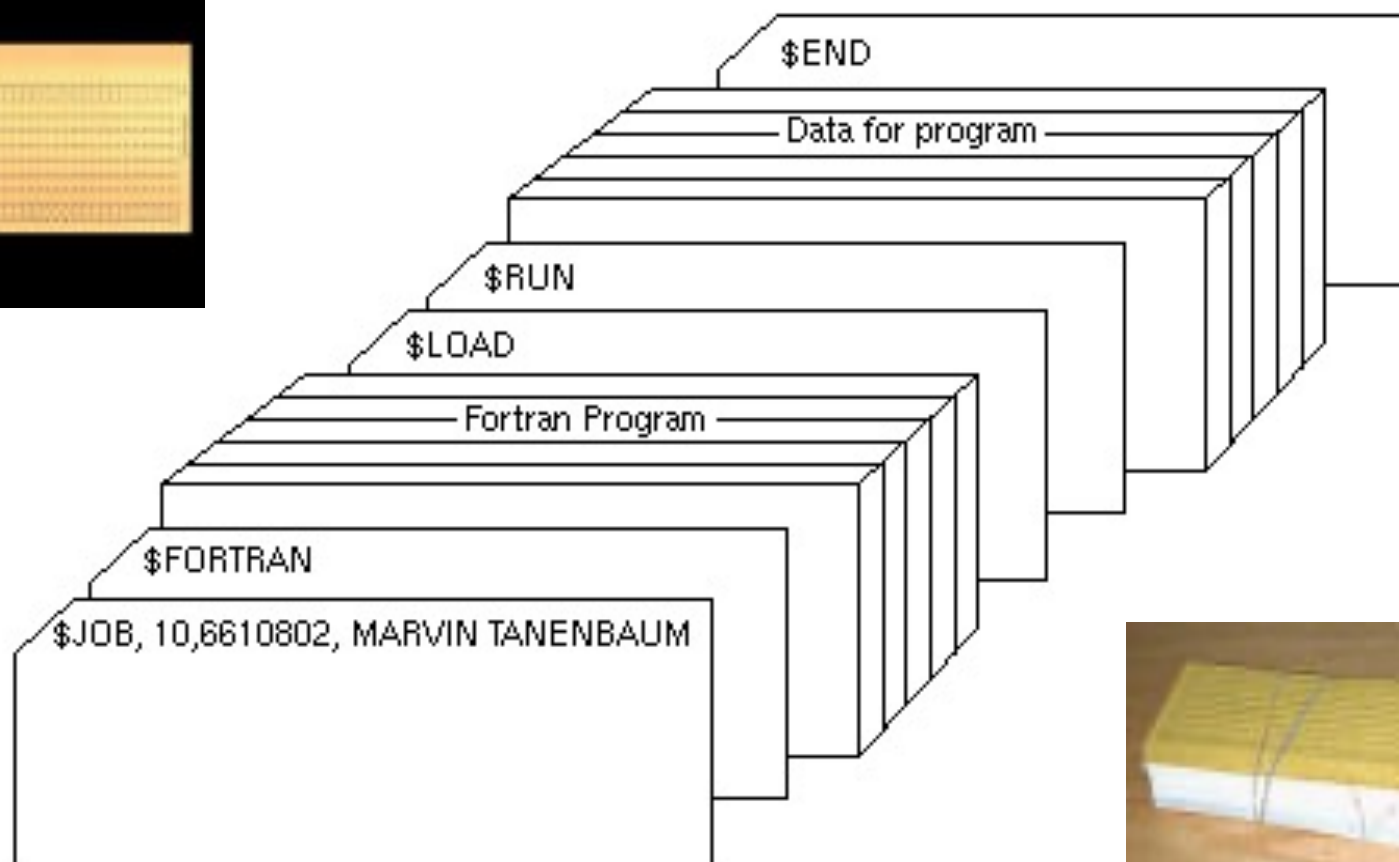 $END
Data for program
$RUN
$LOAD
Fortran Program
$FORTRAN
$JOB, 10,6610802, MARVIN TANENBAUM